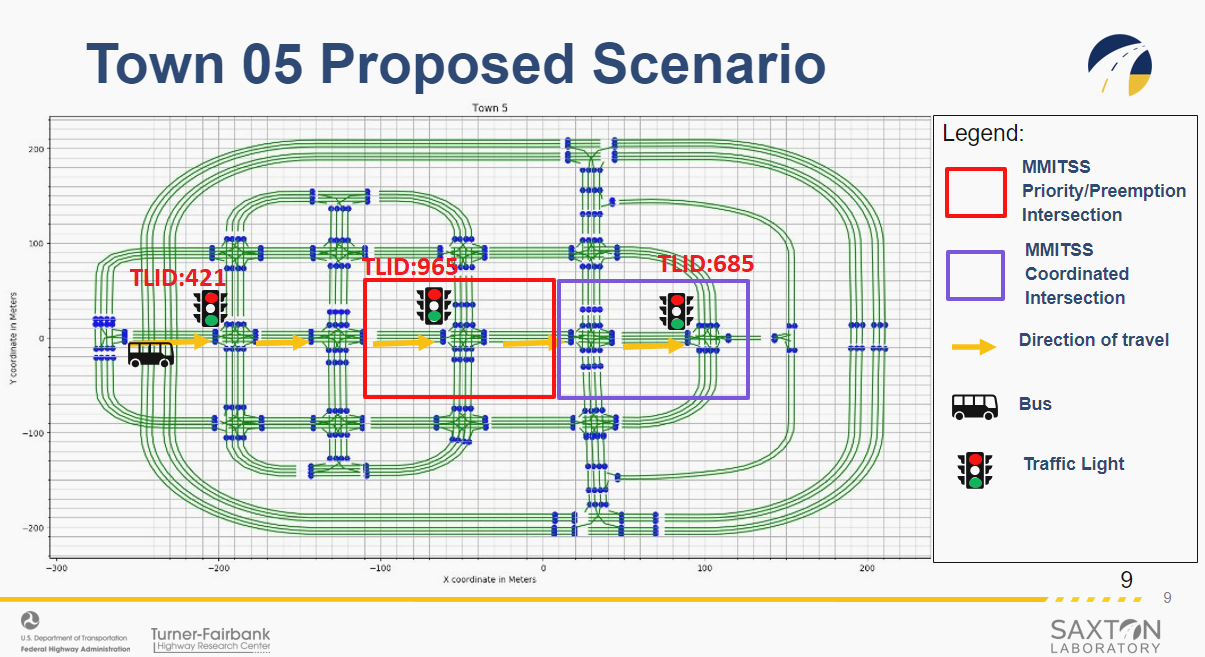 Town 05 Proposed Scenario
Town 5
Legend:
MMITSS
Priority/Preemption
Intersection
MMITSS
Coordinated
Intersection
Direction of travel
Bus
Traffic Light
TLID:421
TLID:965
TLID:685
200
100
0
−100
−200
Y coordinate in Meters
−300
−200
−100
0
100
200
X coordinate in Meters
9
9
U.S. Department of Transportation
Federal Highway Administration
Turner-Fairbank
Highway Research Center
SAXTON
LABORATORY